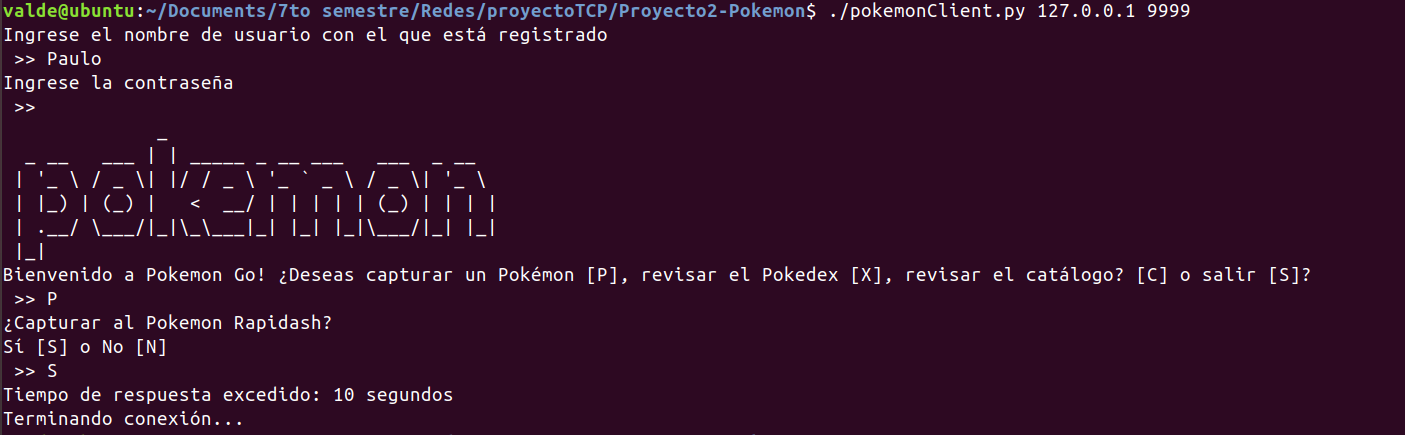 valde@ubuntu:~/Documents/7to semestre/Redes/proyectoTCP/Proyecto2-Pokemon$ ./pokemonClient.py 127.0.0.1 9999
Ingrese el nombre de usuario con el que está registrado
 >> Paulo
Ingrese la contraseña
 >>
             _
  _ __   ___ | | _____ _ __ ___   ___  _ __
 | '_ \ / _ \| |/ / _ \ '_ ` _ \ / _ \| '_ \
 | |_) | (_) |   <  __/ | | | | | (_) | | | |
 | .__/ \___/|_|\_\___|_| |_| |_|\___/|_| |_|
 |_|
Bienvenido a Pokemon Go! ¿Deseas capturar un Pokémon [P], revisar el Pokedex [X], revisar el catálogo? [C] o salir [S]?
 >> P
¿Capturar al Pokemon Rapidash?
Sí [S] o No [N]
 >> S
Tiempo de respuesta excedido: 10 segundos
Terminando conexión...